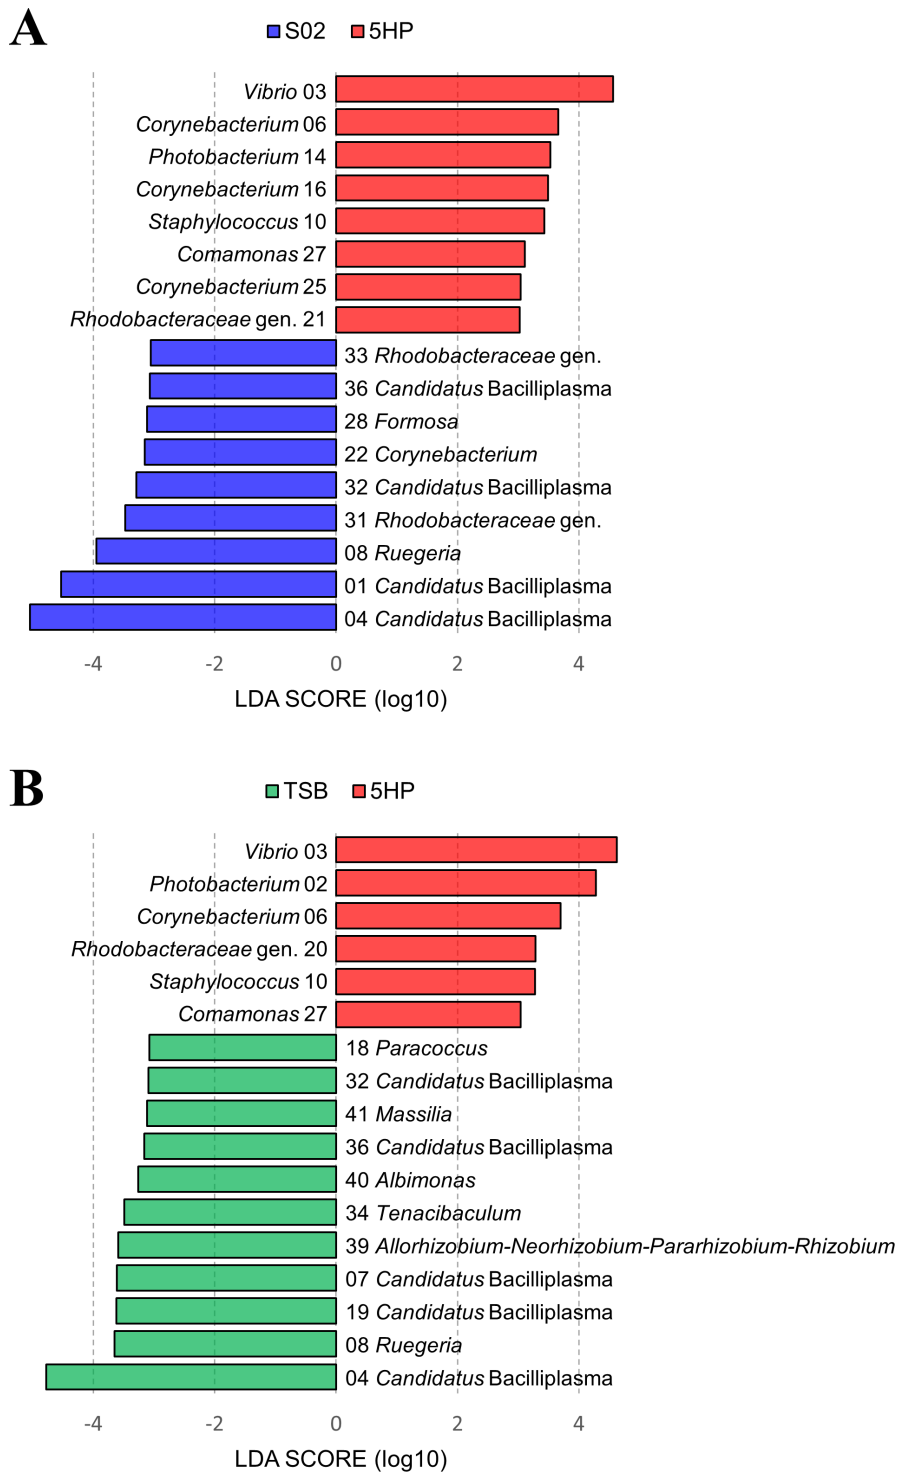 A
S02 5HP
Vibrio 03
Corynebacterium 06
Photobacterium 14
Corynebacterium 16
Staphylococcus 10
Comamonas 27
Corynebacterium 25
Rhodobacteraceae gen. 21
33 Rhodobacteraceae gen.
36 Candidatus Bacilliplasma
28 Formosa
22 Corynebacterium
32 Candidatus Bacilliplasma
31 Rhodobacteraceae gen.
08 Ruegeria
01 Candidatus Bacilliplasma
04 Candidatus Bacilliplasma
-4 -2 0 2 4
LDA SCORE (log10)
B
TSB 5HP
Vibrio 03
Photobacterium 02
Corynebacterium 06
Rhodobacteraceae gen. 20
Staphylococcus 10
Comamonas 27
18 Paracoccus
32 Candidatus Bacilliplasma
41 Massilia
36 Candidatus Bacilliplasma
40 Albimonas
34 Tenacibaculum
39 Allorhizobium-Neorhizobium-Pararhizobium-Rhizobium
07 Candidatus Bacilliplasma
19 Candidatus Bacilliplasma
08 Ruegeria
04 Candidatus Bacilliplasma
-4 -2 0 2 4
LDA SCORE (log10)